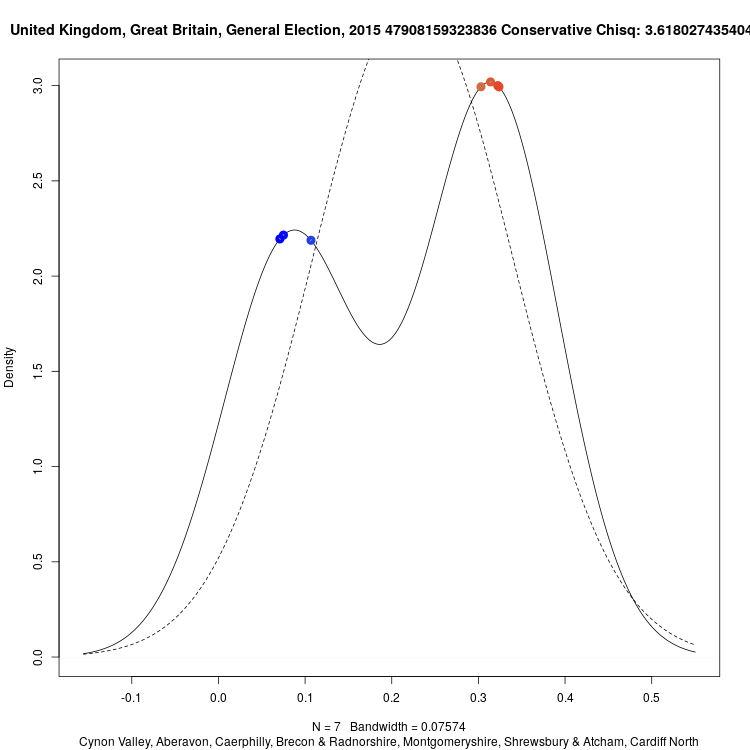 United Kingdom, Great Britain, General Election, 2015 47908159323836 Conservative Chisq: 3.618027435404
3.0
2.5
2.0
1.5
1.0
0.5
0.0
Density
-0.1 0.0 0.1 0.2 0.3 0.4 0.5
N = 7 Bandwidth = 0.07574
Cynon Valley, Aberavon, Caerphilly, Brecon & Radnorshire, Montgomeryshire, Shrewsbury & Atcham, Cardiff North